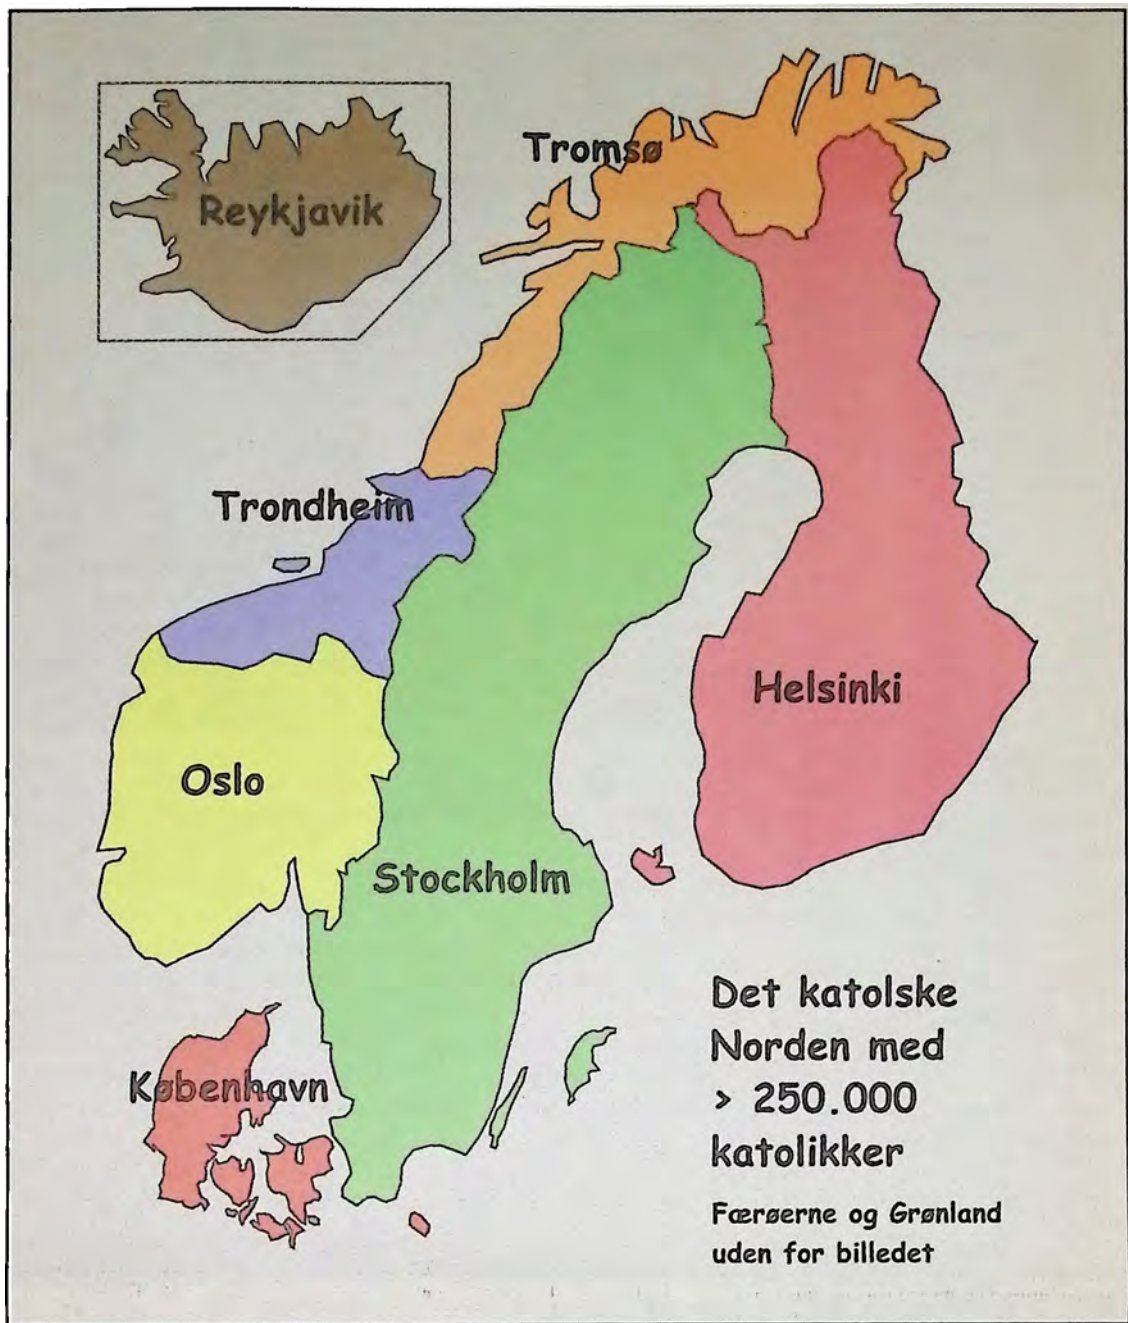 Tromsø
Reykjavik
Trondheim
Helsinki
Oslo
Stockholm
Det katolske
Norden med
> 250.000
katolikker
København
Færøerne og Grønland
uden for billedet